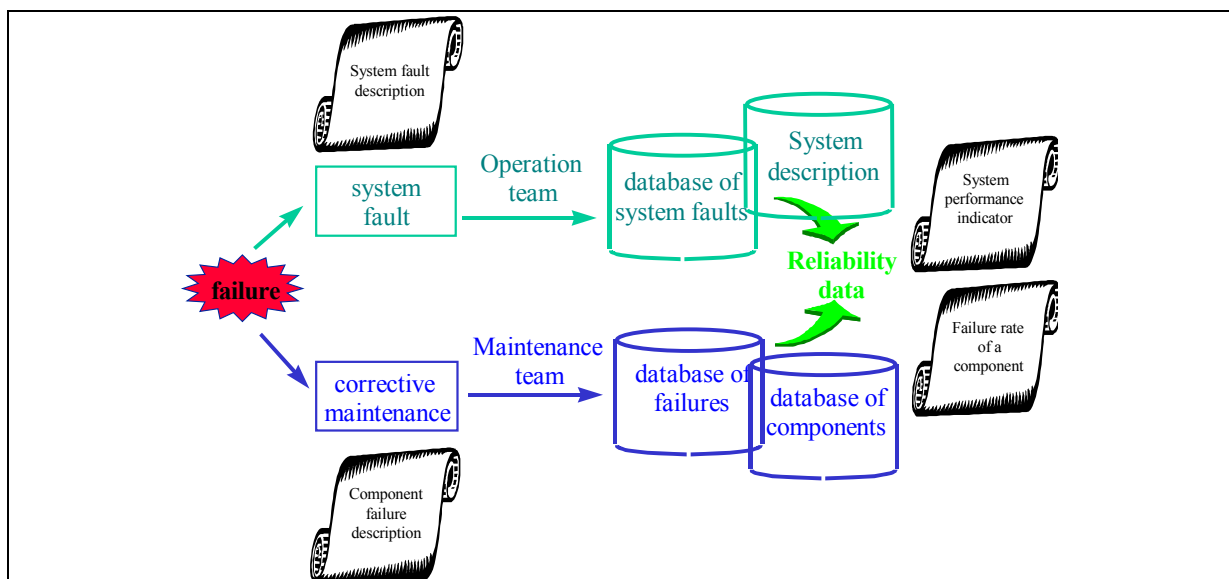 System fault
description
system
fault
Operation
team
database of
system faults
System
description
System
performance
indicator
failure
Reliability
data
Failure rate
of a
component
corrective
maintenance
Maintenance
team
database of
failures
database of
components
Component
failure
description